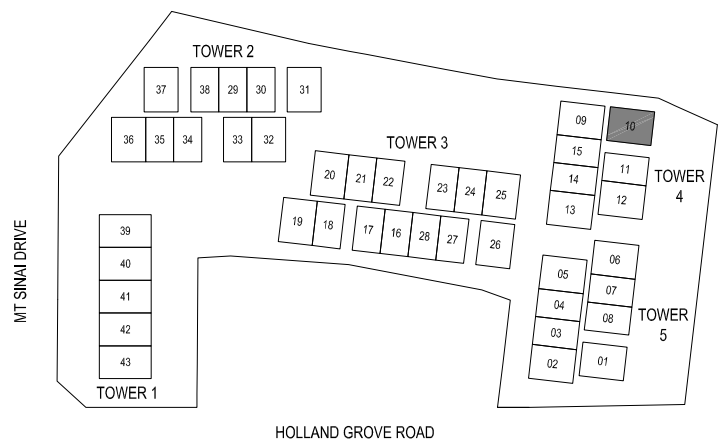 TOWER 2
37 38 29 30 31
36 35 34 33 32
TOWER 3
20 21 22 23 24 25
19 18 17 16 28 27 26
09 10
15
14
13
11
12
TOWER
4
06
07
08
05
04
03
02
01
TOWER
5
39
40
41
42
43
TOWER 1
MT SINAI DRIVE
HOLLAND GROVE ROAD